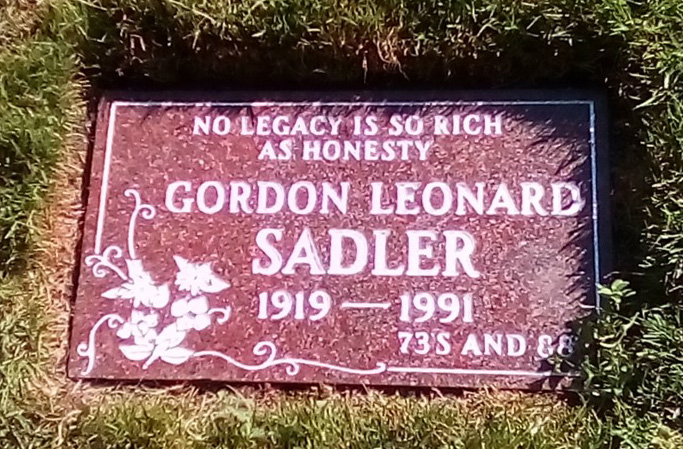 NO LEGACY IS SO RICH
AS HONESTY
GORDON LEONARD
SADLER
1919 — 1991
73'S AND 88